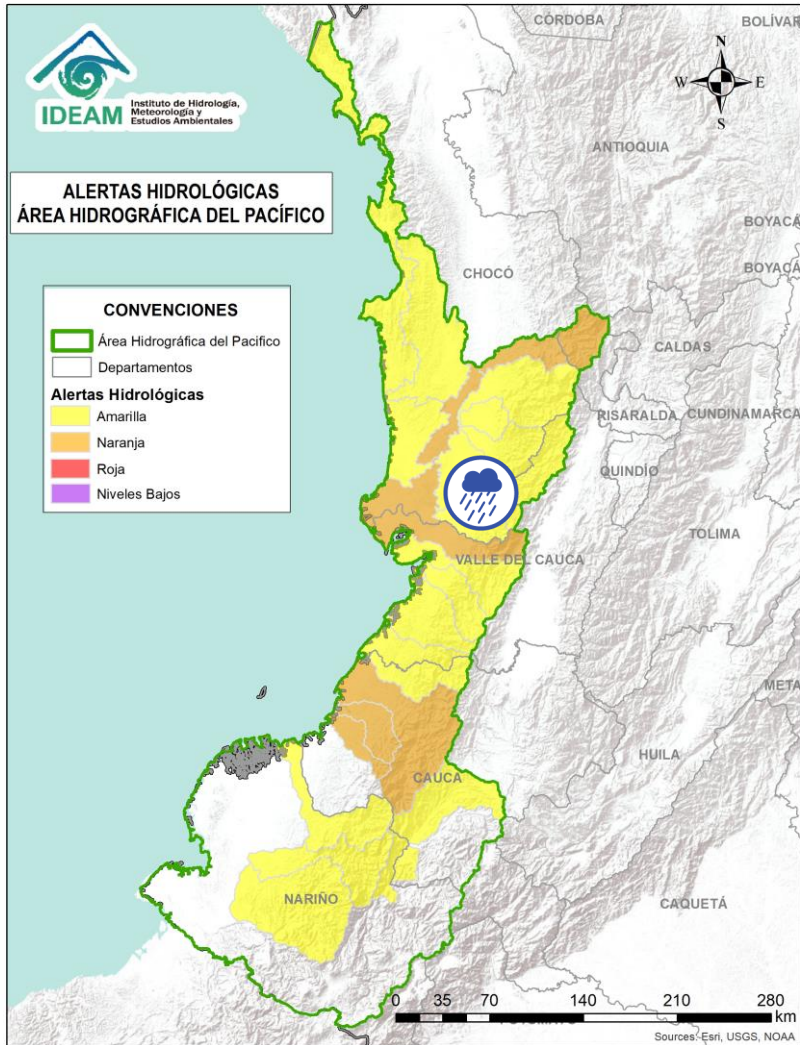 IDEAM
Instituto de Hidrología,
Meteorología y
Estudios Ambientales
ALERTAS HIDROLÓGICAS
ÁREA HIDROGRÁFICA DEL PACÍFICO
CONVENCIONES
Área Hidrográfica del Pacifico
Departamentos
Alertas Hidrológicas
Amarilla
Naranja
Roja
Niveles Bajos
N
W E
S
CÓRDOBA
BOLÍVAR
ANTIOQUIA
BOYACÁ
CHOCÓ
BOYACÁ
CALDAS
RISARALDA
CUNDINAMARCA
QUINDÍO
TOLIMA
VALLE DEL CAUCA
META
HUILA
CAUCA
NARIÑO
CAQUETÁ
0 35 70 140 210 280
km
Sources: Esri, USGS, NOAA